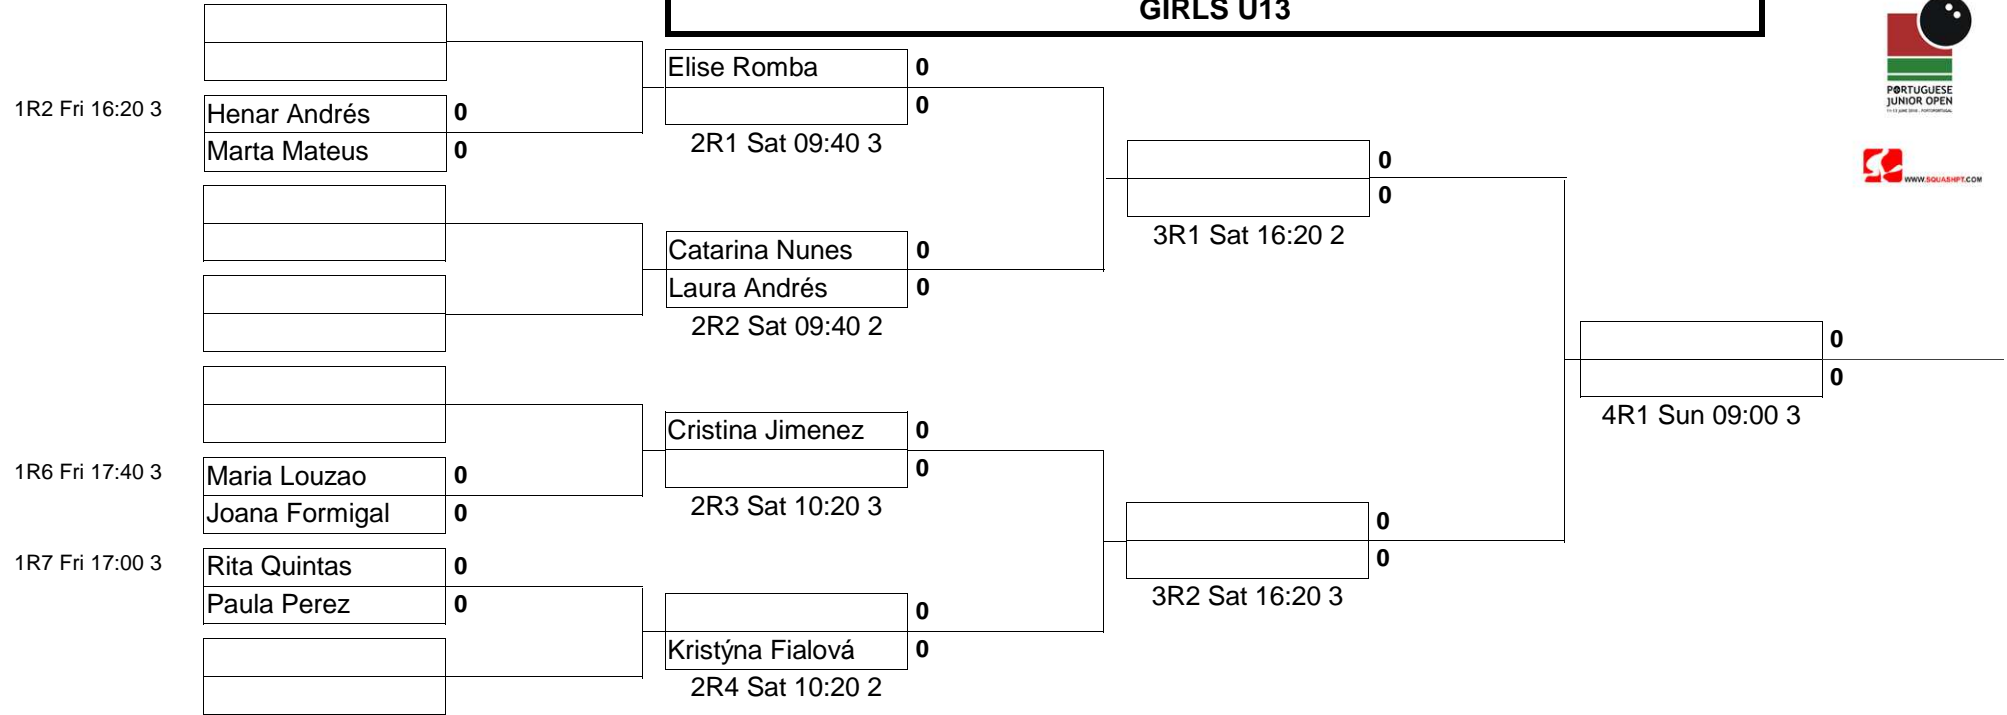 GIRLS U13
Elise Romba 0
0
2R1 Sat 09:40 3
1R2 Fri 16:20 3
Henar Andrés 0
Marta Mateus 0
PORTUGUESE
JUNIOR OPEN
WWW.SQUASHPT.COM
0
0
3R1 Sat 16:20 2
Catarina Nunes 0
Laura Andrés 0
2R2 Sat 09:40 2
0
0
4R1 Sun 09:00 3
Cristina Jimenez 0
0
2R3 Sat 10:20 3
1R6 Fri 17:40 3
Maria Louzao 0
Joana Formigal 0
0
0
3R2 Sat 16:20 3
1R7 Fri 17:00 3
Rita Quintas 0
Paula Perez 0
0
Kristýna Fialová 0
2R4 Sat 10:20 2